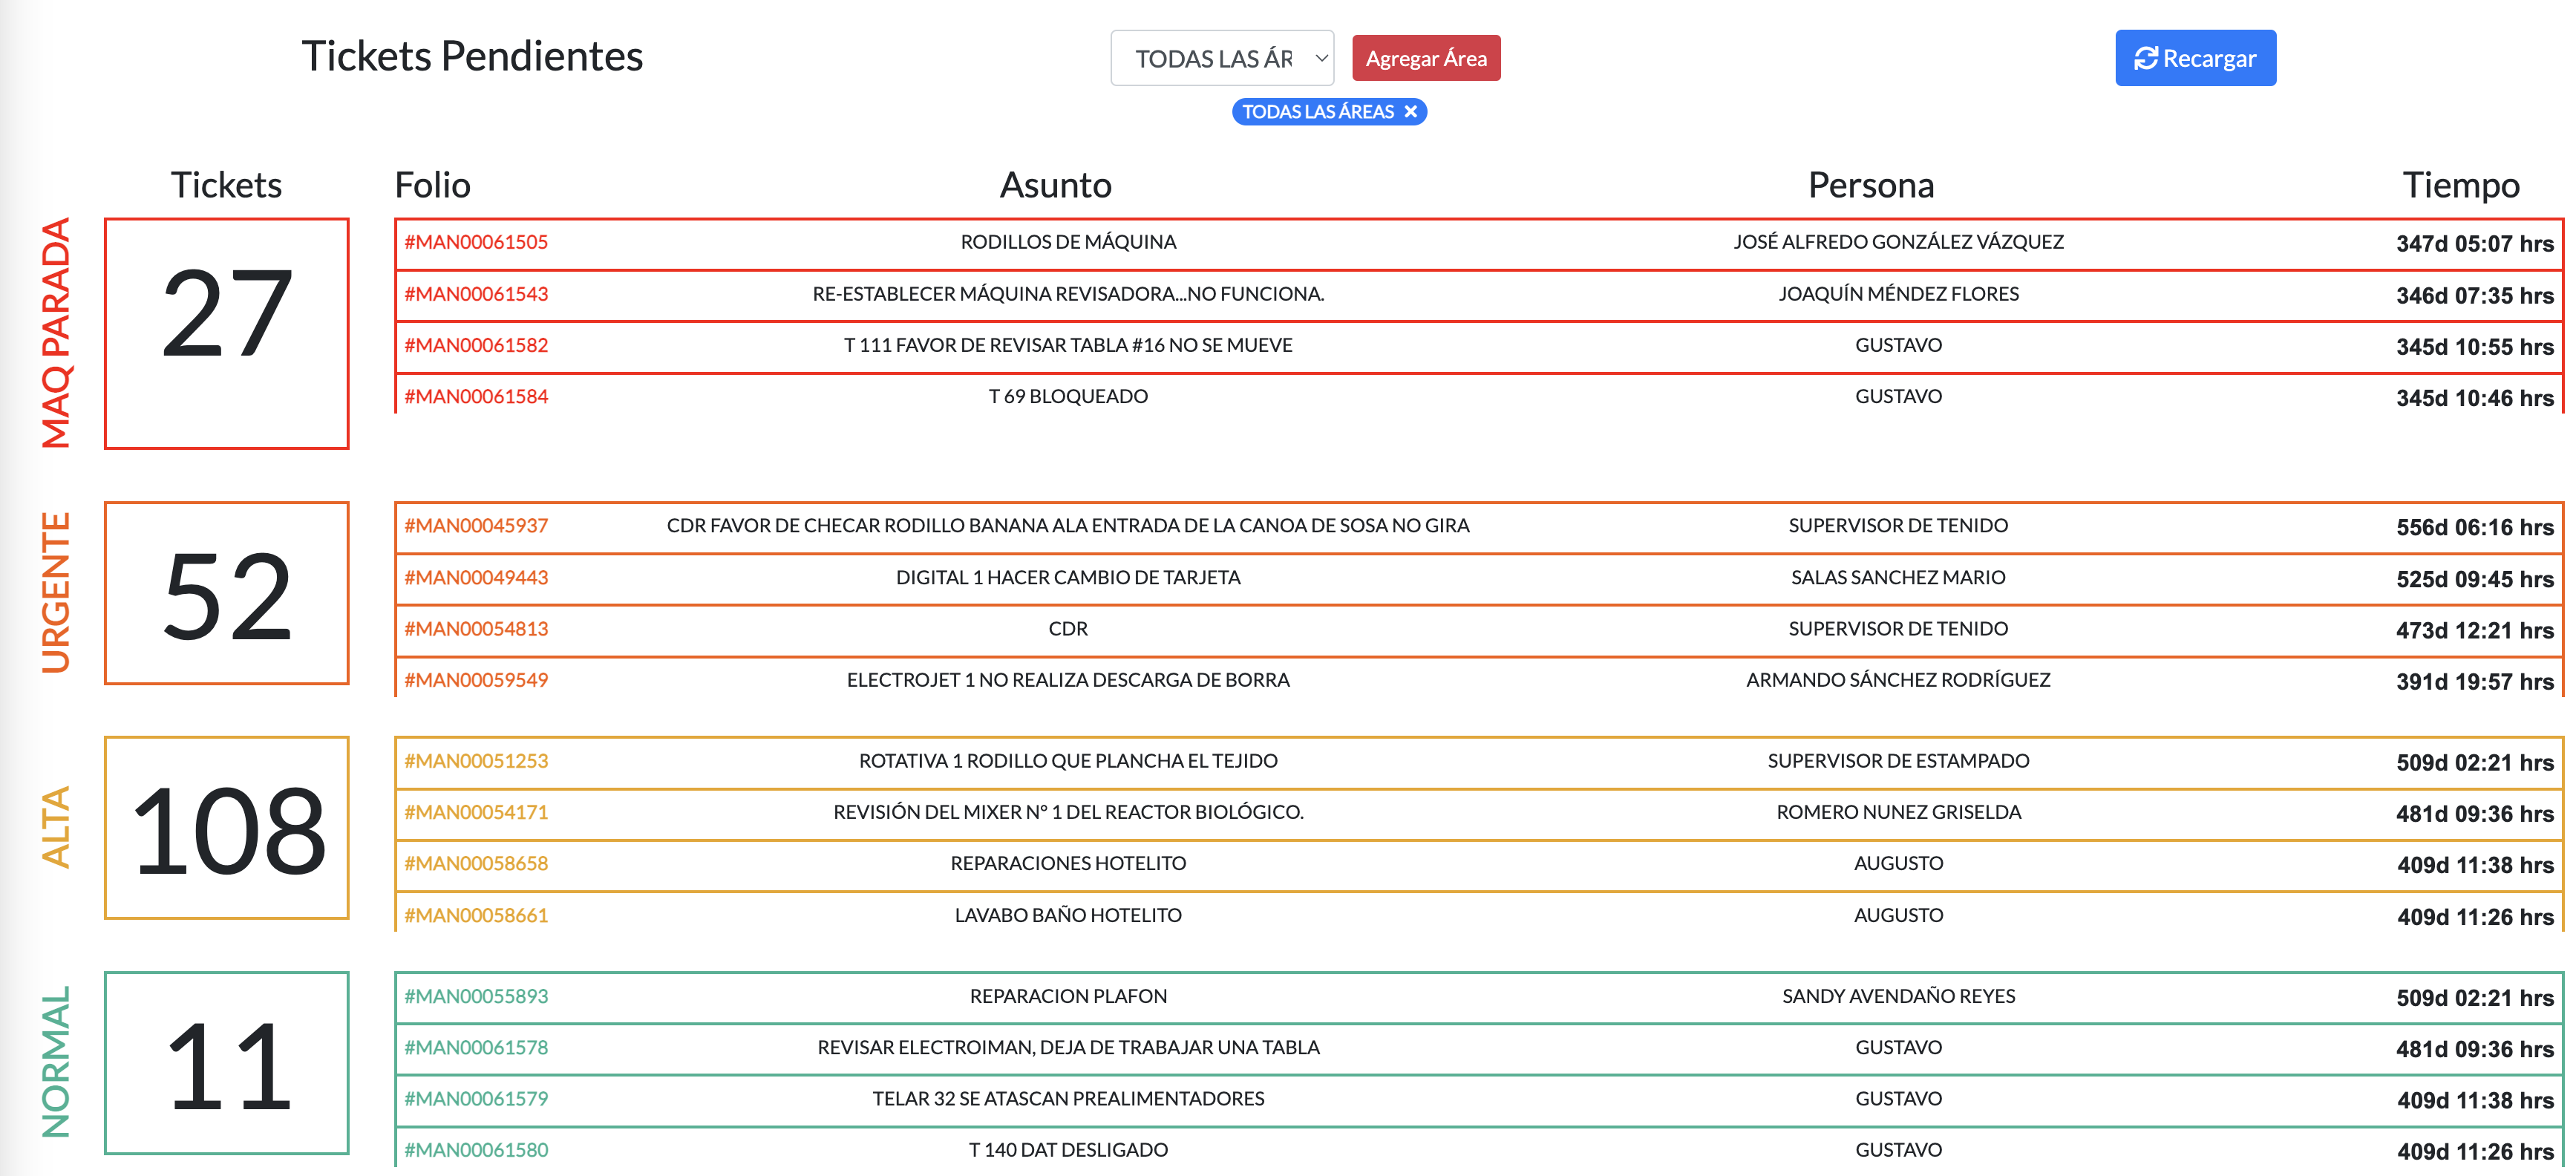 Tickets Pendientes
TODAS LAS ÁR
Agregar Área
Recargar
TODAS LAS ÁREAS
Tickets Folio Asunto Persona Tiempo
MAQ PARADA
27
#MAN00061505 RODILLOS DE MÁQUINA JOSÉ ALFREDO GONZÁLEZ VÁZQUEZ 347d 05:07 hrs
#MAN00061543 RE-ESTABLECER MÁQUINA REVISADORA...NO FUNCIONA. JOAQUÍN MÉNDEZ FLORES 346d 07:35 hrs
#MAN00061582 T 111 FAVOR DE REVISAR TABLA #16 NO SE MUEVE GUSTAVO 345d 10:55 hrs
#MAN00061584 T 69 BLOQUEADO GUSTAVO 345d 10:46 hrs
URGENTE
52
#MAN00045937 CDR FAVOR DE CHECAR RODILLO BANANA ALA ENTRADA DE LA CANOA DE SOSA NO GIRA SUPERVISOR DE TENIDO 556d 06:16 hrs
#MAN00049443 DIGITAL 1 HACER CAMBIO DE TARJETA SALAS SANCHEZ MARIO 525d 09:45 hrs
#MAN00054813 CDR SUPERVISOR DE TENIDO 473d 12:21 hrs
#MAN00059549 ELECTROJET 1 NO REALIZA DESCARGA DE BORRA ARMANDO SÁNCHEZ RODRÍGUEZ 391d 19:57 hrs
ALTA
108
#MAN00051253 ROTATIVA 1 RODILLO QUE PLANCHA EL TEJIDO SUPERVISOR DE ESTAMPADO 509d 02:21 hrs
#MAN00054171 REVISIÓN DEL MIXER N° 1 DEL REACTOR BIOLÓGICO. ROMERO NUNEZ GRISELDA 481d 09:36 hrs
#MAN00058658 REPARACIONES HOTELITO AUGUSTO 409d 11:38 hrs
#MAN00058661 LAVABO BAÑO HOTELITO AUGUSTO 409d 11:26 hrs
NORMAL
11
#MAN00055893 REPARACION PLAFON SANDY AVENDAÑO REYES 509d 02:21 hrs
#MAN00061578 REVISAR ELECTROIMAN, DEJA DE TRABAJAR UNA TABLA GUSTAVO 481d 09:36 hrs
#MAN00061579 TELAR 32 SE ATASCAN PREALIMENTADORES GUSTAVO 409d 11:38 hrs
#MAN00061580 T 140 DAT DESLIGADO GUSTAVO 409d 11:26 hrs